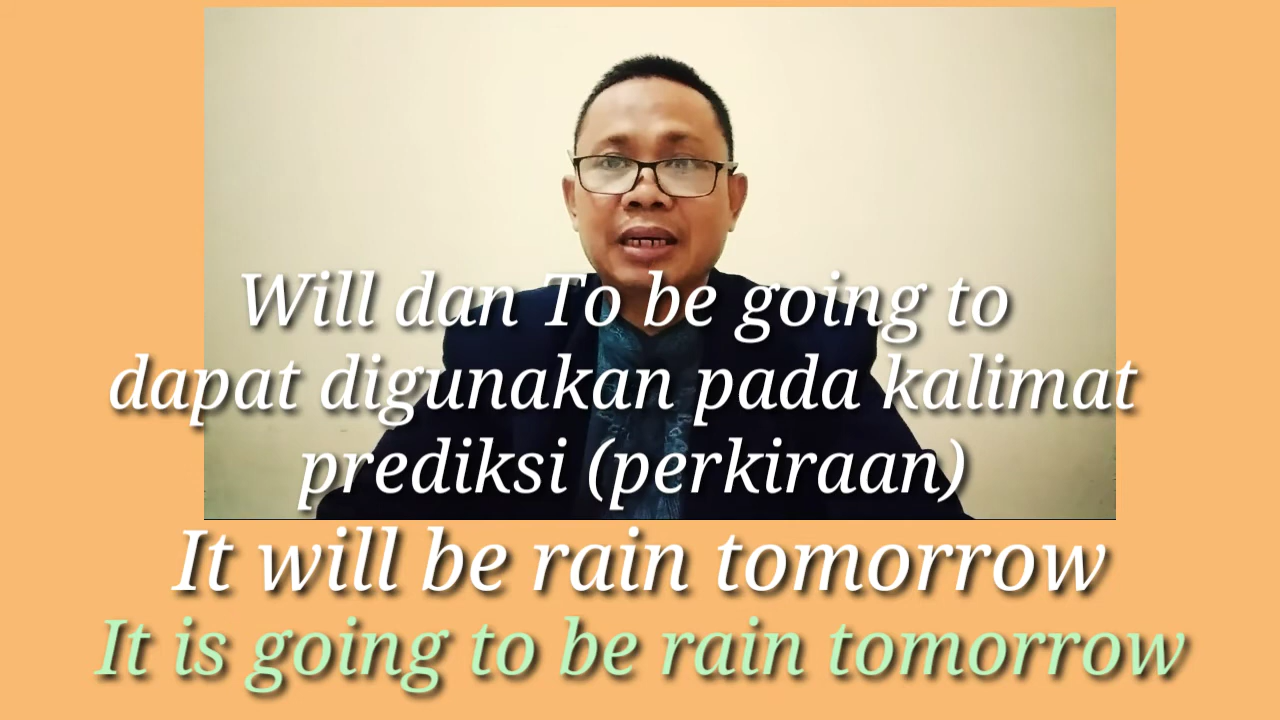 Will dan To be going to
dapat digunakan pada kalimat
prediksi (perkiraan)
It will be rain tomorrow
It is going to be rain tomorrow